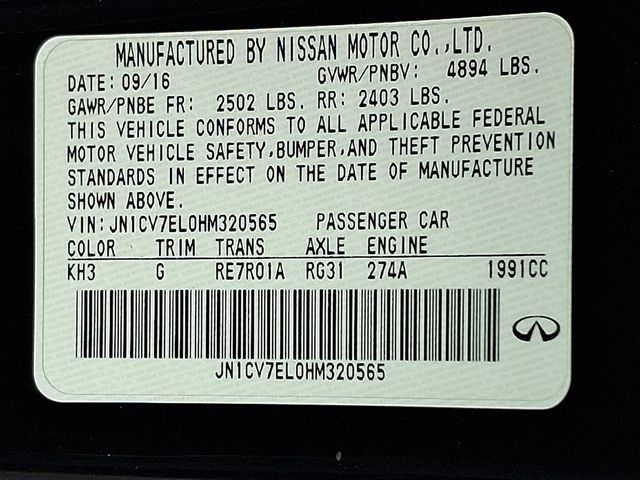 MANUFACTURED BY NISSAN MOTOR CO.,LTD.
DATE: 09/16 GVWR/PNBV: 4894 LBS.
GAWR/PNBE FR: 2502 LBS. RR: 2403 LBS.
THIS VEHICLE CONFORMS TO ALL APPLICABLE FEDERAL
MOTOR VEHICLE SAFETY,BUMPER,AND THEFT PREVENTION
STANDARDS IN EFFECT ON THE DATE OF MANUFACTURE
SHOWN ABOVE.
VIN:JN1CV7EL0HM320565 PASSENGER CAR
COLOR TRIM TRANS AXLE ENGINE
KH3 G RE7R01A RG31 274A 1991CC
JN1CV7EL0HM320565